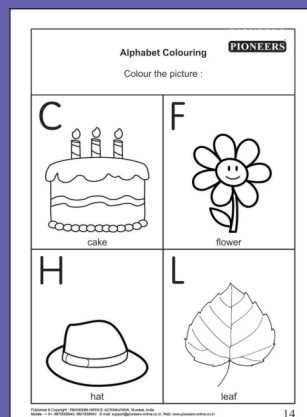 PIONEERS
Alphabet Colouring
Colour the picture :
C
F
cake
flower
H
L
hat
leaf
Published & Copyright : PIONEERS OFFICE AUTOMATION, Mumbai, India.
14